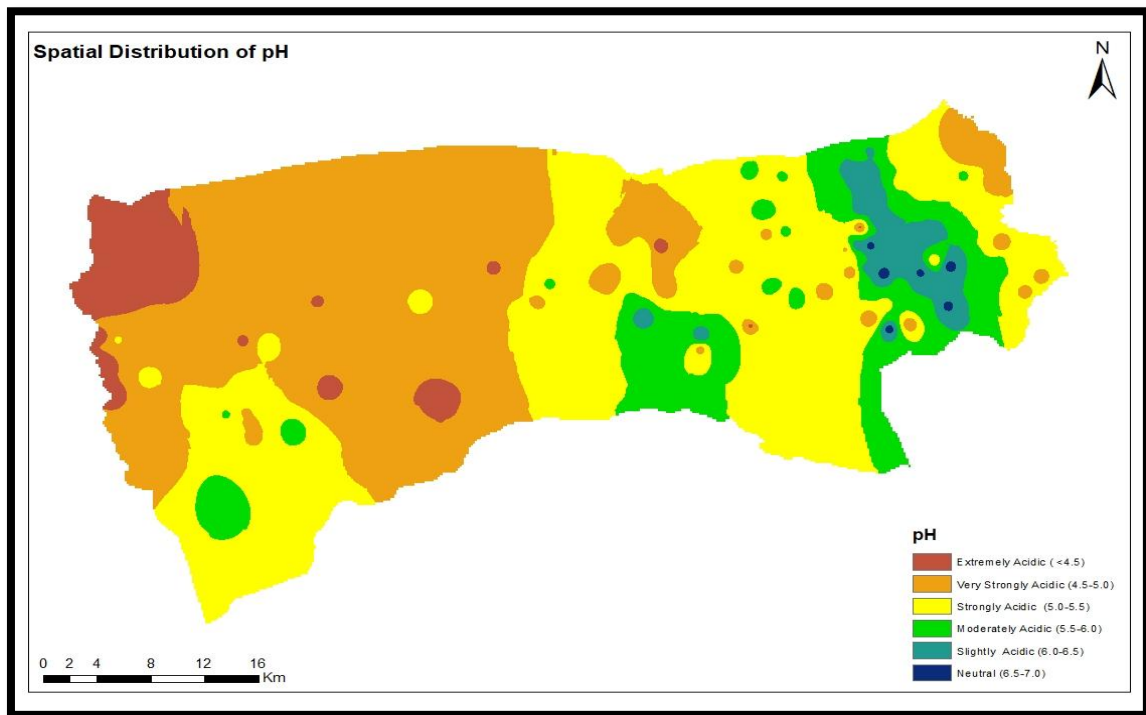 Spatial Distribution of pH
N
pH
Extremely Acidic ( <4.5)
Very Strongly Acidic (4.5-5.0)
Strongly Acidic (5.0-5.5)
Moderately Acidic (5.5-6.0)
Slightly Acidic (6.0-6.5)
Neutral (6.5-7.0)
0 2 4 8 12 16
Km